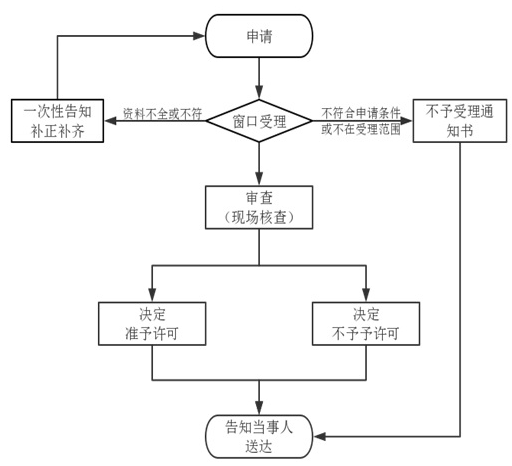 申请
一次性告知
补正补齐
资料不全或不符
窗口受理
不符合申请条件
或不在受理范围
不予受理通
知书
审查
（现场核查）
决定
准予许可
决定
不予予许可
告知当事人
送达